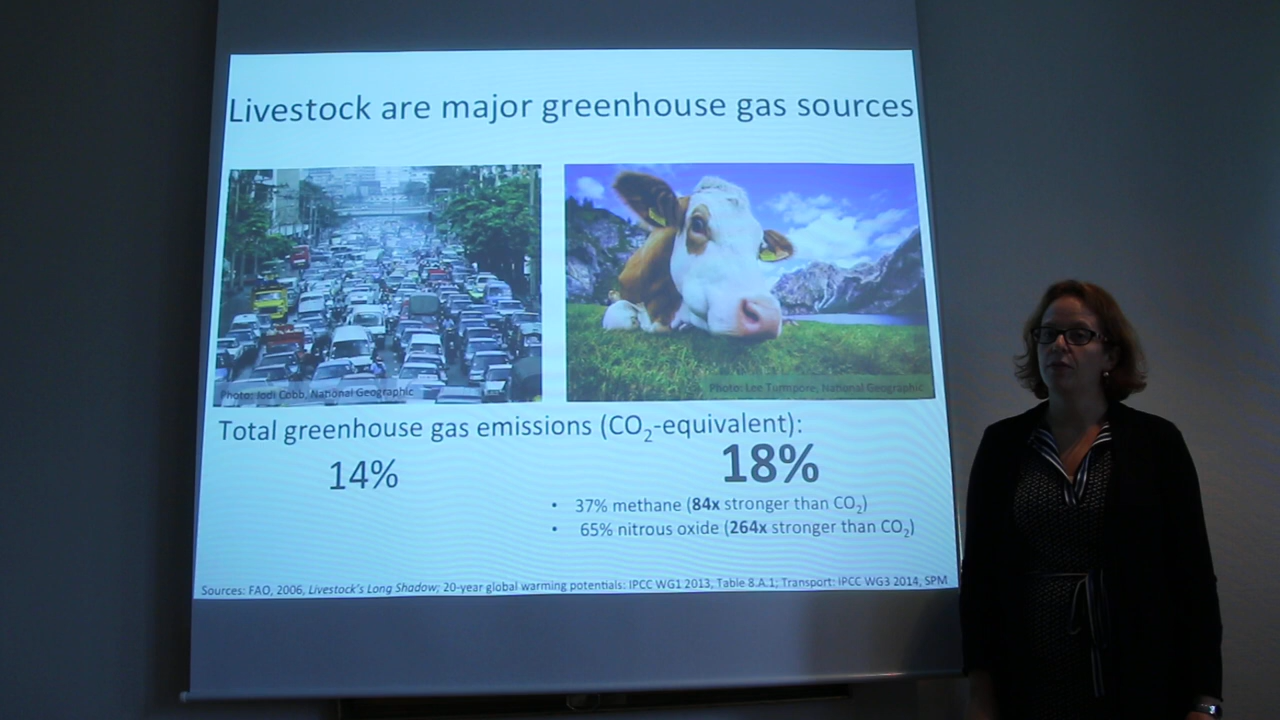 Livestock are major greenhouse gas sources
Photo: Jodi Cobb, National Geographic
Photo: Lee Turmpore, National Geographic
Total greenhouse gas emissions (CO₂-equivalent):
14%
18%
• 37% methane (84x stronger than CO₂)
• 65% nitrous oxide (264x stronger than CO₂)
Sources: FAO, 2006, Livestock's Long Shadow; 20-year global warming potentials: IPCC WG1 2013, Table 8.A.1; Transport: IPCC WG3 2014, SPM